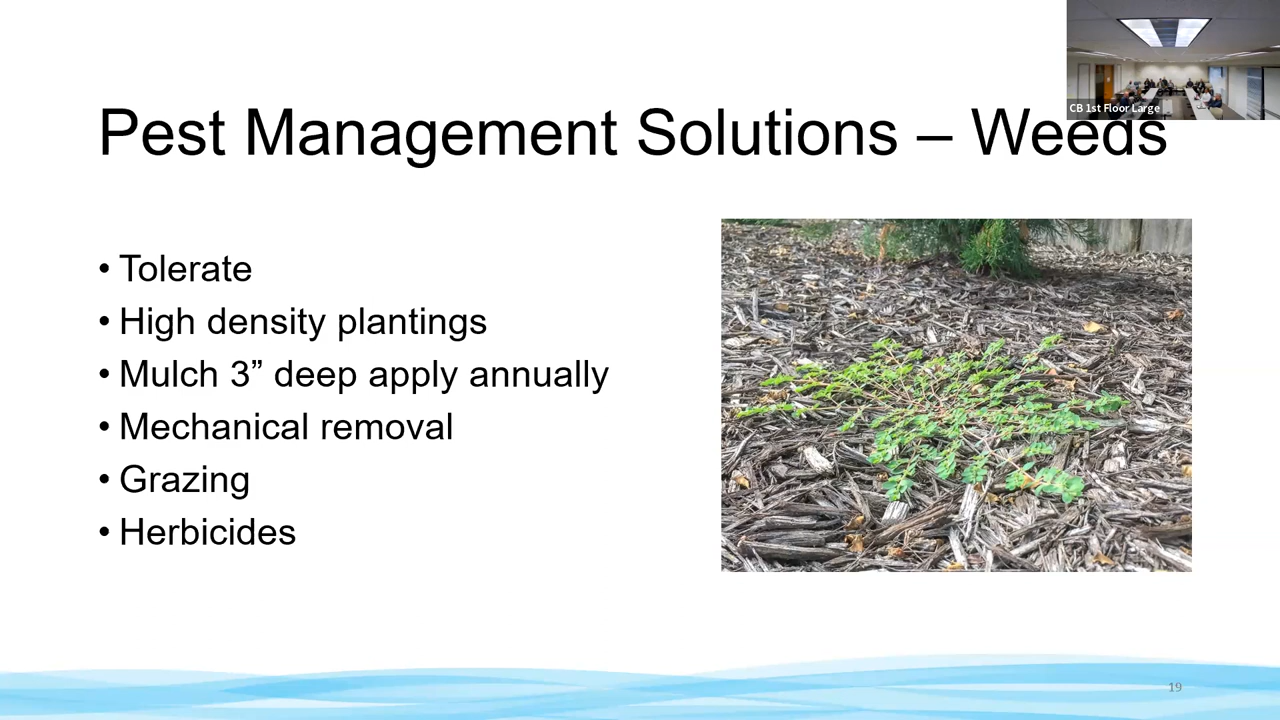 CB 1st Floor Large
Pest Management Solutions – Weeds
• Tolerate
• High density plantings
• Mulch 3” deep apply annually
• Mechanical removal
• Grazing
• Herbicides
19